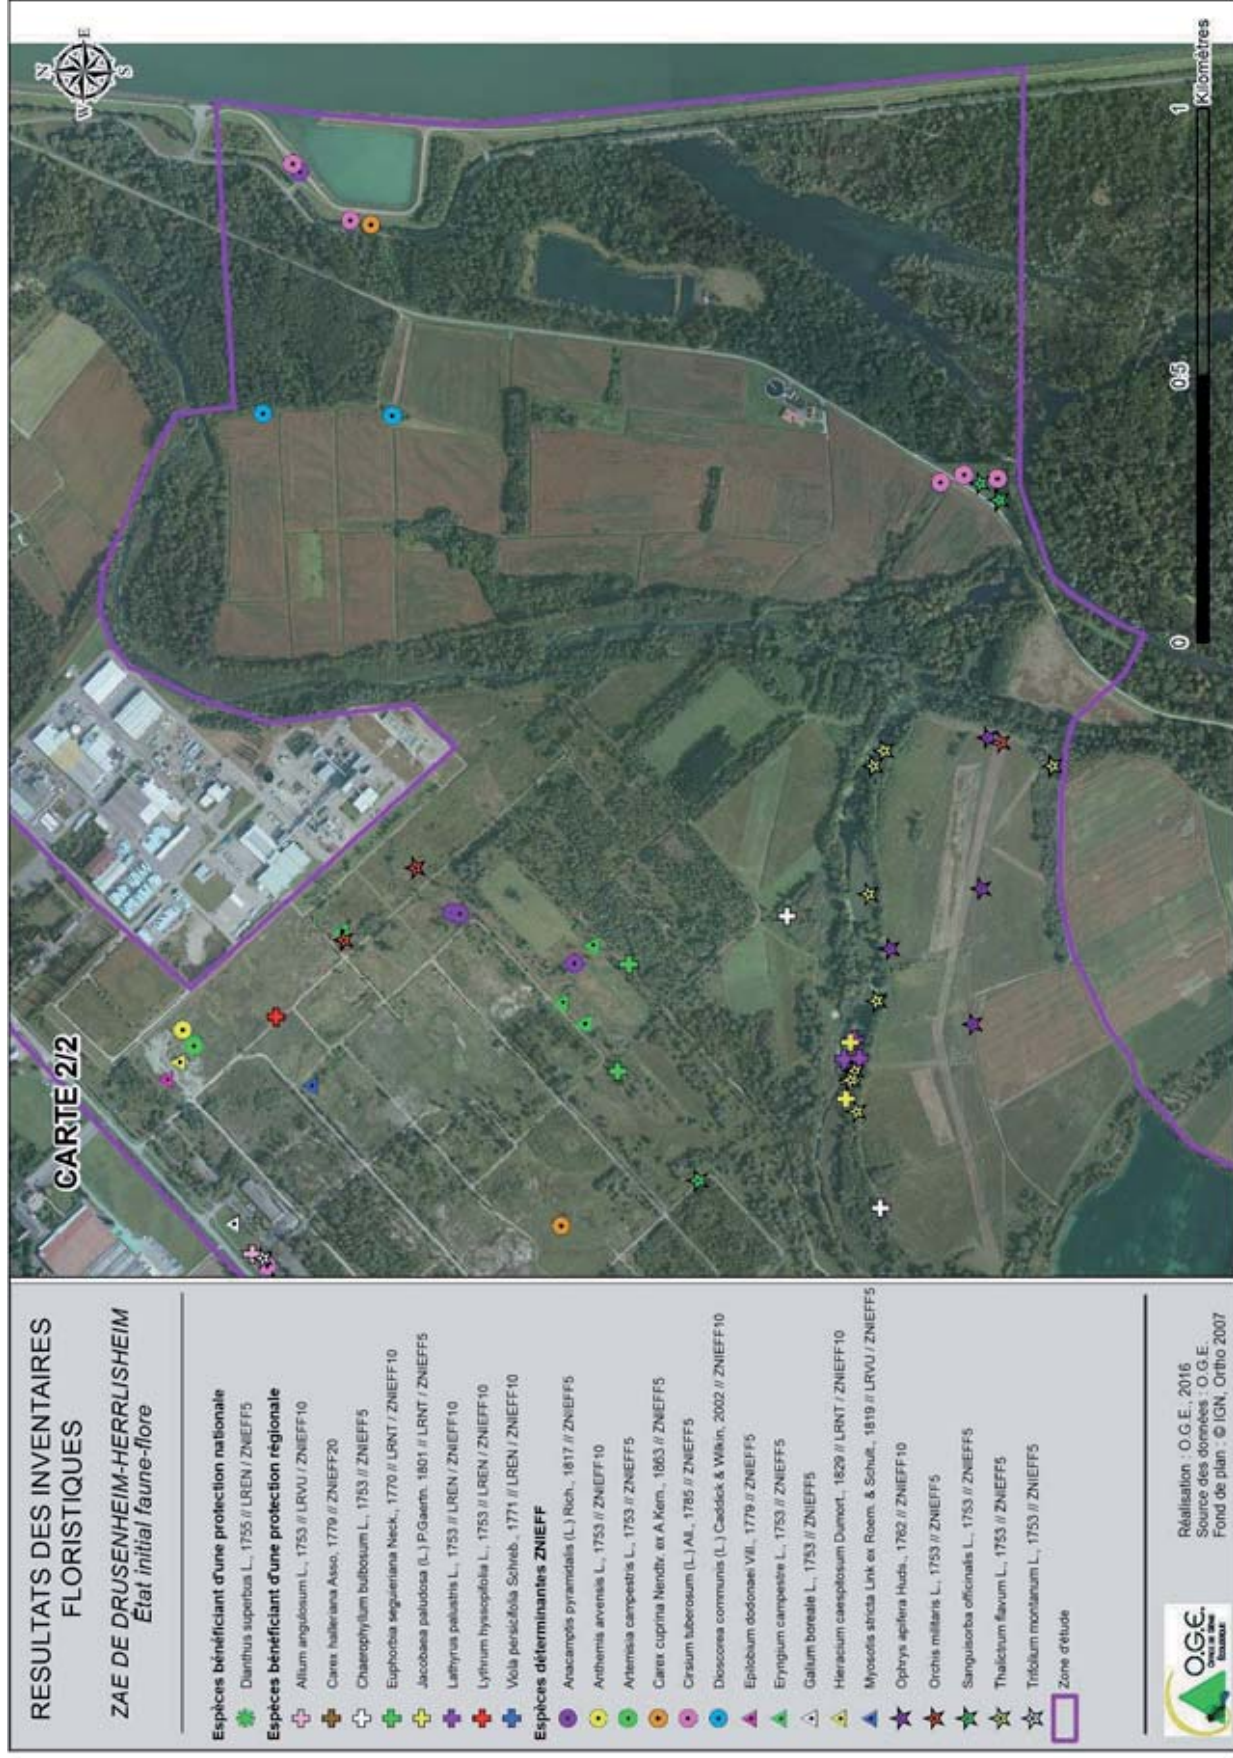 RESULTATS DES INVENTAIRES
FLORISTIQUES
ZAE DE DRUSENHEIM-HERRLISHEIM
État initial faune-flore
Espèces bénéficiant d'une protection nationale
Dianthus superbus L., 1755 // LREN / ZNIEFF5
Espèces bénéficiant d'une protection régionale
Allium angulosum L., 1753 // LRVU / ZNIEFF10
Carex halleriana Asso, 1779 // ZNIEFF20
Chaerophyllum bulbosum L., 1753 // ZNIEFF5
Euphorbia seguieriana Neck., 1770 // LRNT / ZNIEFF10
Jacobaea paludosa (L.) P.Gaertn. 1801 // LRNT / ZNIEFF5
Lathyrus palustris L., 1753 // LREN / ZNIEFF10
Lythrum hyssopifolia L., 1753 // LREN / ZNIEFF10
Viola persicifolia Schreb., 1771 // LREN / ZNIEFF10
Espèces déterminantes ZNIEFF
Anacamptis pyramidalis (L.) Rich., 1817 // ZNIEFF5
Anthemis arvensis L., 1753 // ZNIEFF10
Artemisia campestris L., 1753 // ZNIEFF5
Carex cuprina Nendtv. ex A.Kern., 1863 // ZNIEFF5
Cirsium tuberosum (L.) All., 1785 // ZNIEFF5
Dioscorea communis (L.) Caddick & Wilkin, 2002 // ZNIEFF10
Epilobium dodonaei Vill., 1779 // ZNIEFF5
Eryngium campestre L., 1753 // ZNIEFF5
Galium boreale L., 1753 // ZNIEFF5
Hieracium caespitosum Dumort., 1829 // LRNT / ZNIEFF10
Myosotis stricta Link ex Roem. & Schult., 1819 // LRVU / ZNIEFF5
Ophrys apifera Huds., 1762 // ZNIEFF10
Orchis militaris L., 1753 // ZNIEFF5
Sanguisorba officinalis L., 1753 // ZNIEFF5
Thalictrum flavum L., 1753 // ZNIEFF5
Trifolium montanum L., 1753 // ZNIEFF5
Zone d'étude
O.G.E.
Réalisation : O.G.E., 2016
Source des données : O.G.E.
Fond de plan : © IGN, Ortho 2007
CARTE 2/2
N
W
E
S
0
0.5
1
Kilomètres